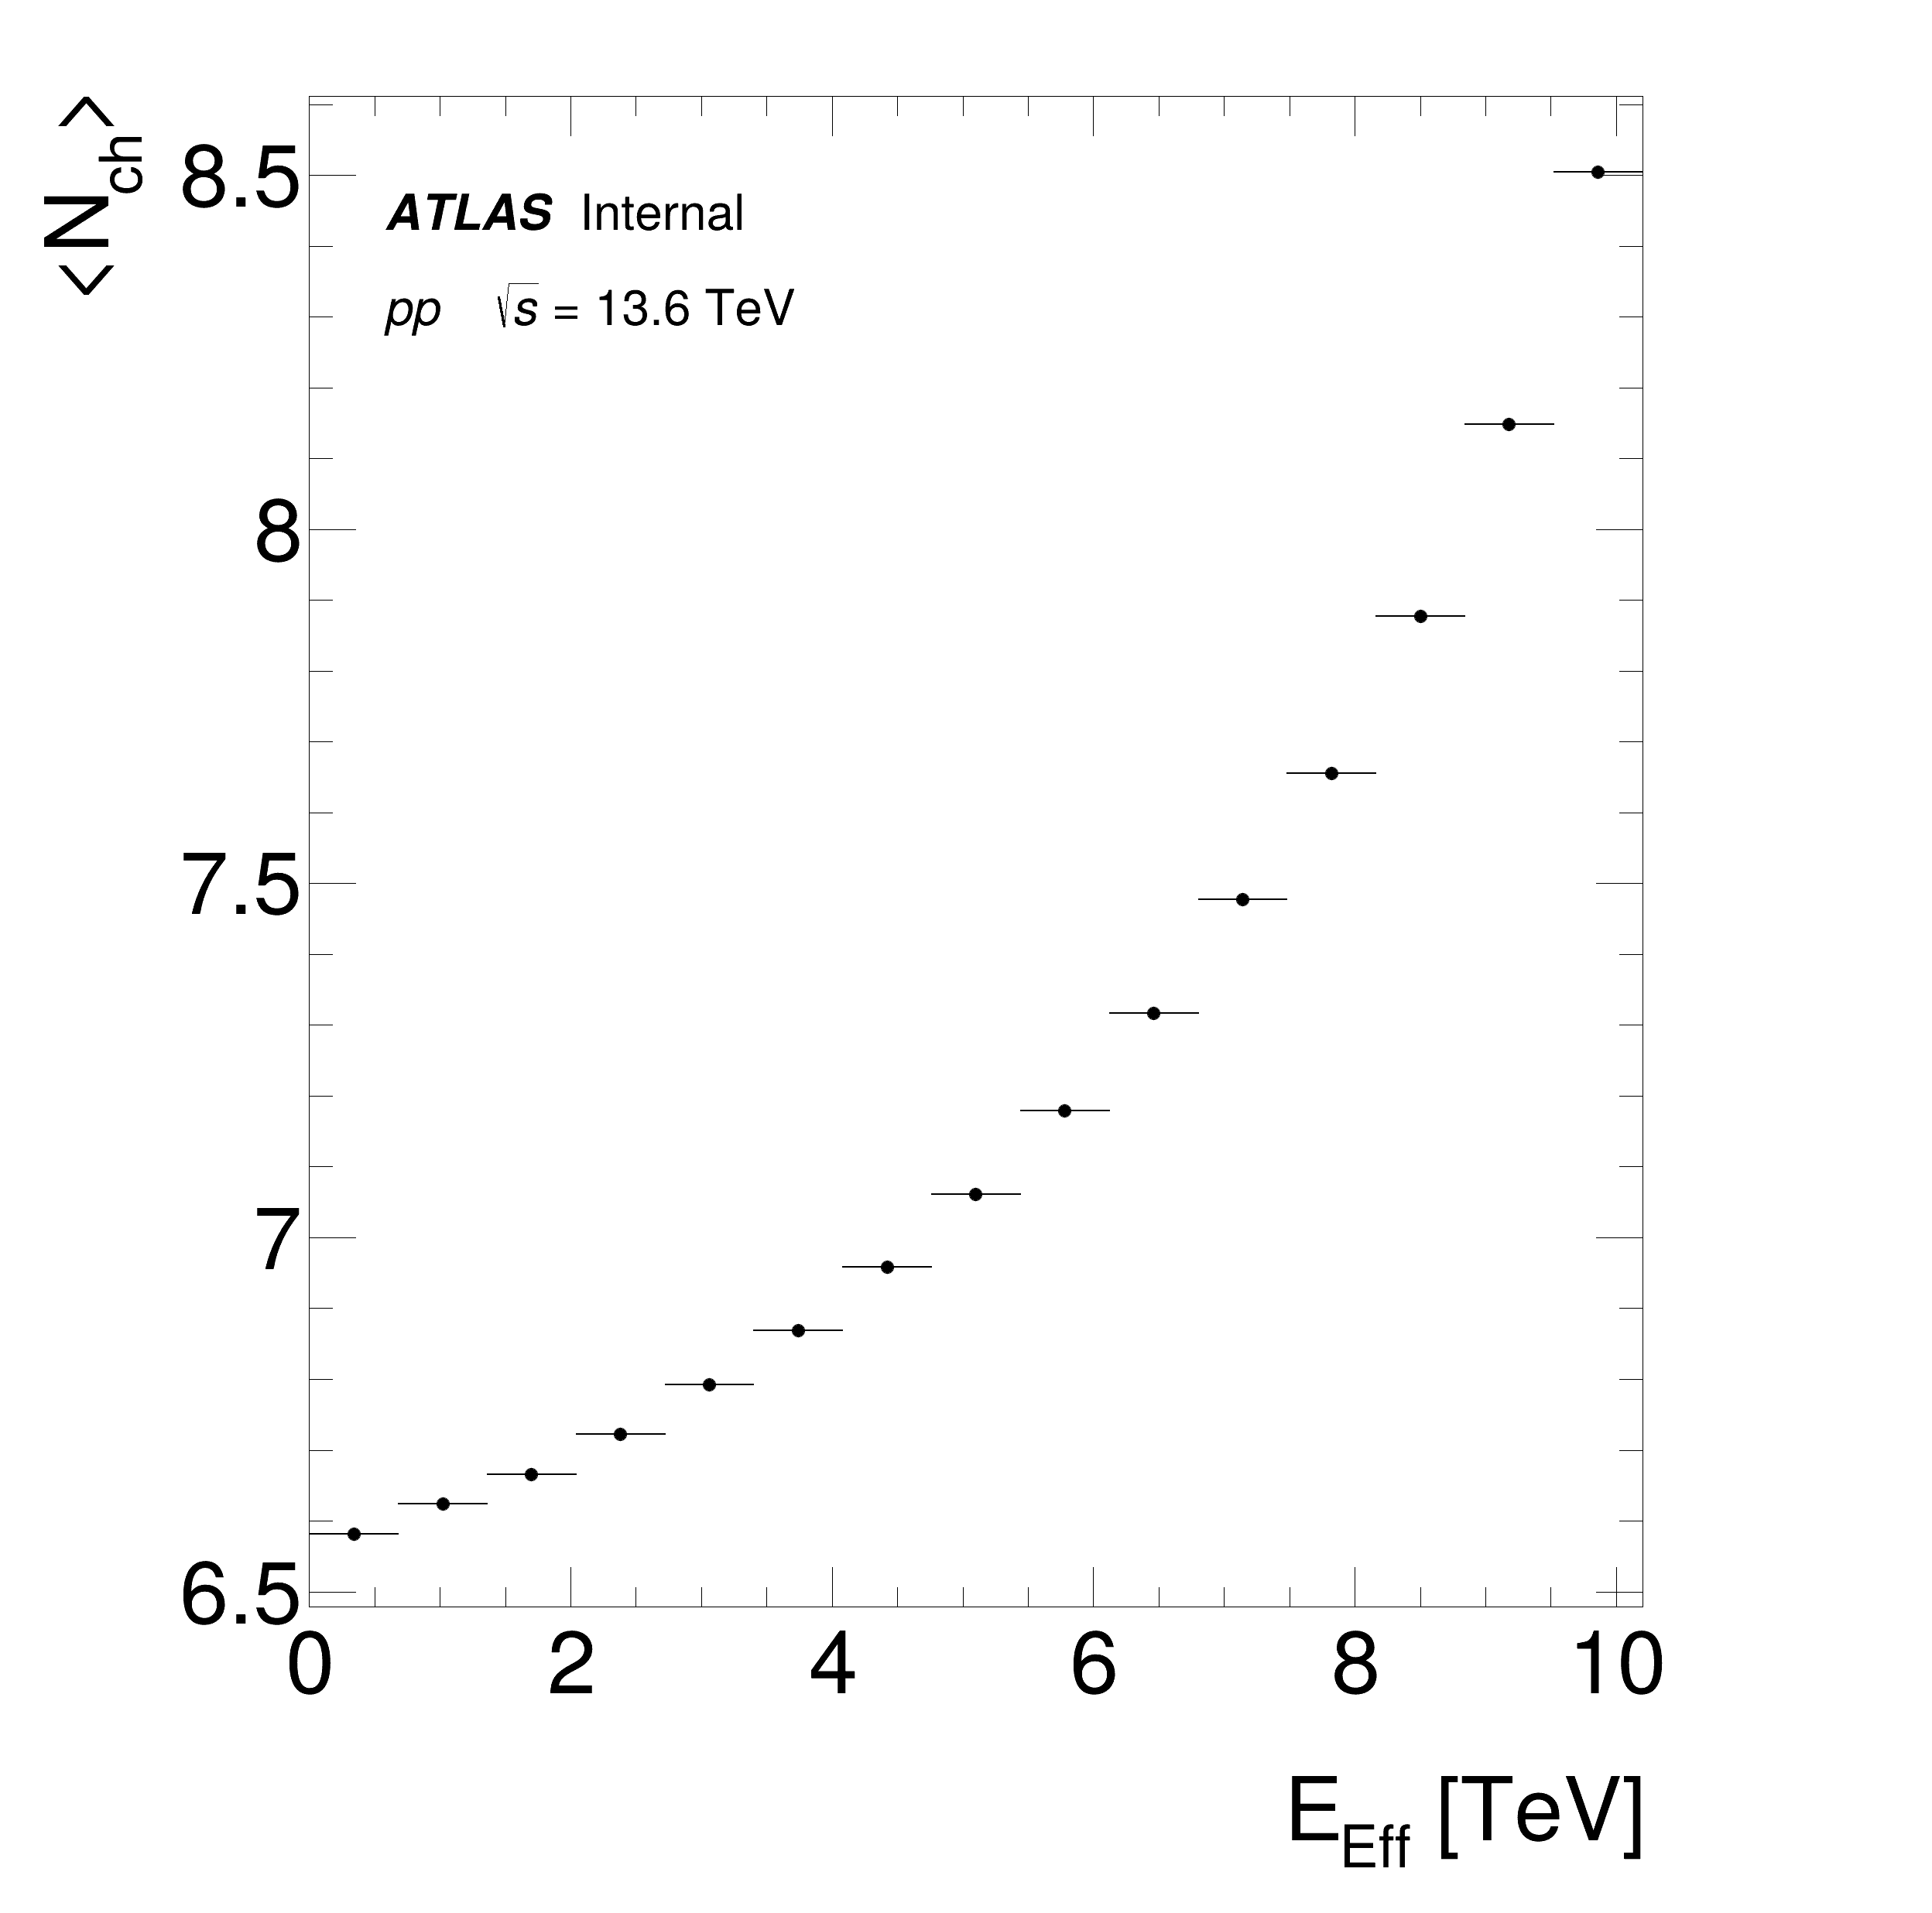 <N_ch>
8.5
ATLAS Internal
pp √s = 13.6 TeV
8
7.5
7
6.5
0 2 4 6 8 10
E_Eff [TeV]